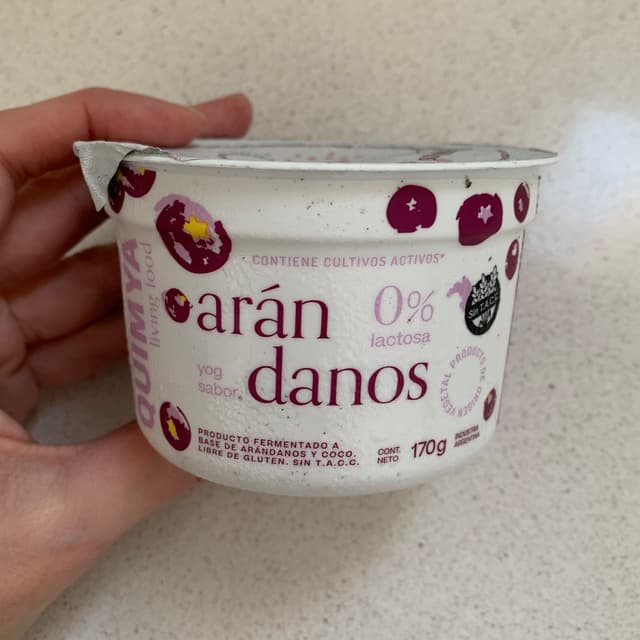 QUIMYA
living food
CONTIENE CULTIVOS ACTIVOS*
arán
danos
yog
sabor
0%
lactosa
Sin T.A.C.C.
PRODUCTO DE ORIGEN VEGETAL
PRODUCTO FERMENTADO A
BASE DE ARÁNDANOS Y COCO.
LIBRE DE GLUTEN. SIN T.A.C.C.
CONT.
NETO
170g
INDUSTRIA
ARGENTINA